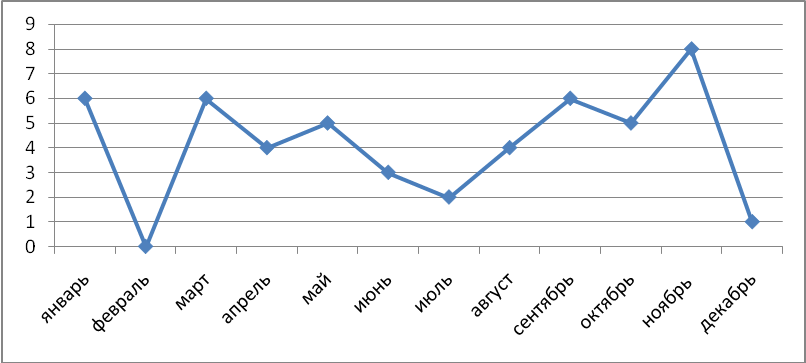 9
8
7
6
5
4
3
2
1
0
январь
февраль
март
апрель
май
июнь
июль
август
сентябрь
октябрь
ноябрь
декабрь